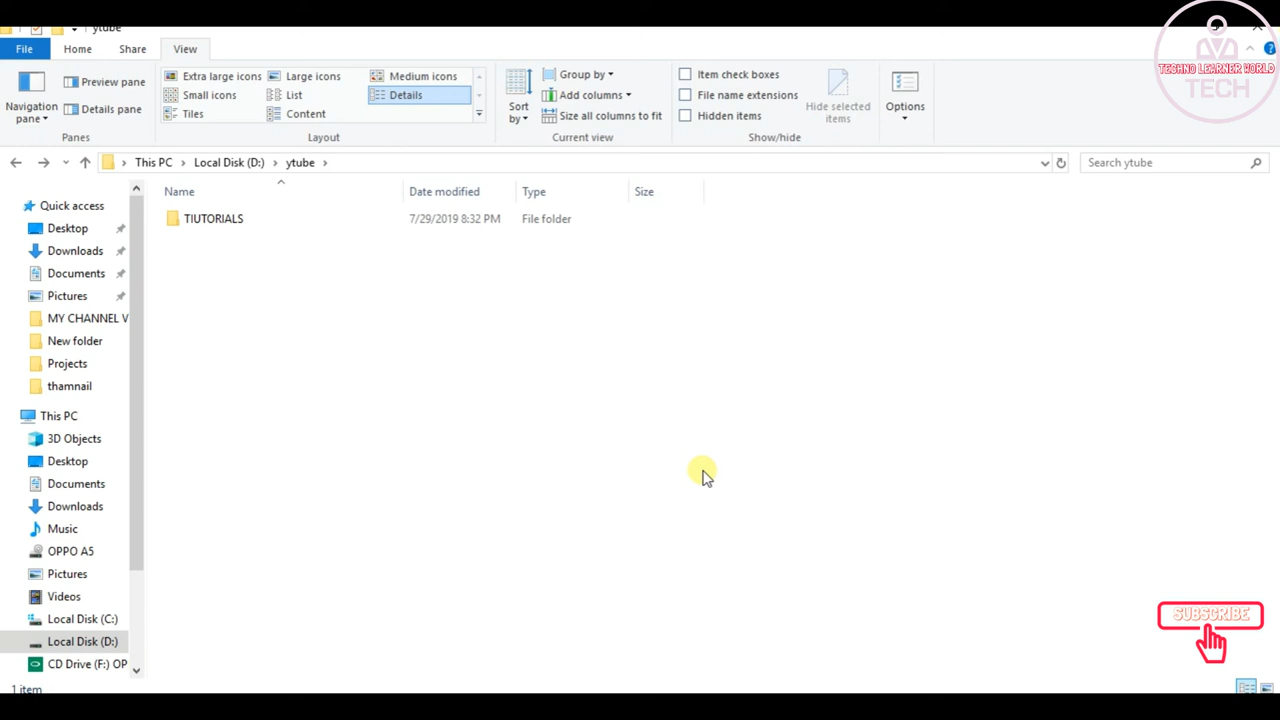 ytube
File Home Share View
Navigation pane
Preview pane
Details pane
Panes
Extra large icons Large icons Medium icons
Small icons List Details
Tiles Content
Layout
Sort by
Group by
Add columns
Size all columns to fit
Current view
Item check boxes
File name extensions
Hidden items
Hide selected items
Show/hide
Options
TECHNO LEARNER WORLD
TECH
This PC Local Disk (D:) ytube
Search ytube
Name Date modified Type Size
TIUTORIALS 7/29/2019 8:32 PM File folder
Quick access
Desktop
Downloads
Documents
Pictures
MY CHANNEL V
New folder
Projects
thamnail
This PC
3D Objects
Desktop
Documents
Downloads
Music
OPPO A5
Pictures
Videos
Local Disk (C:)
Local Disk (D:)
CD Drive (F:) OP
SUBSCRIBE
1 item